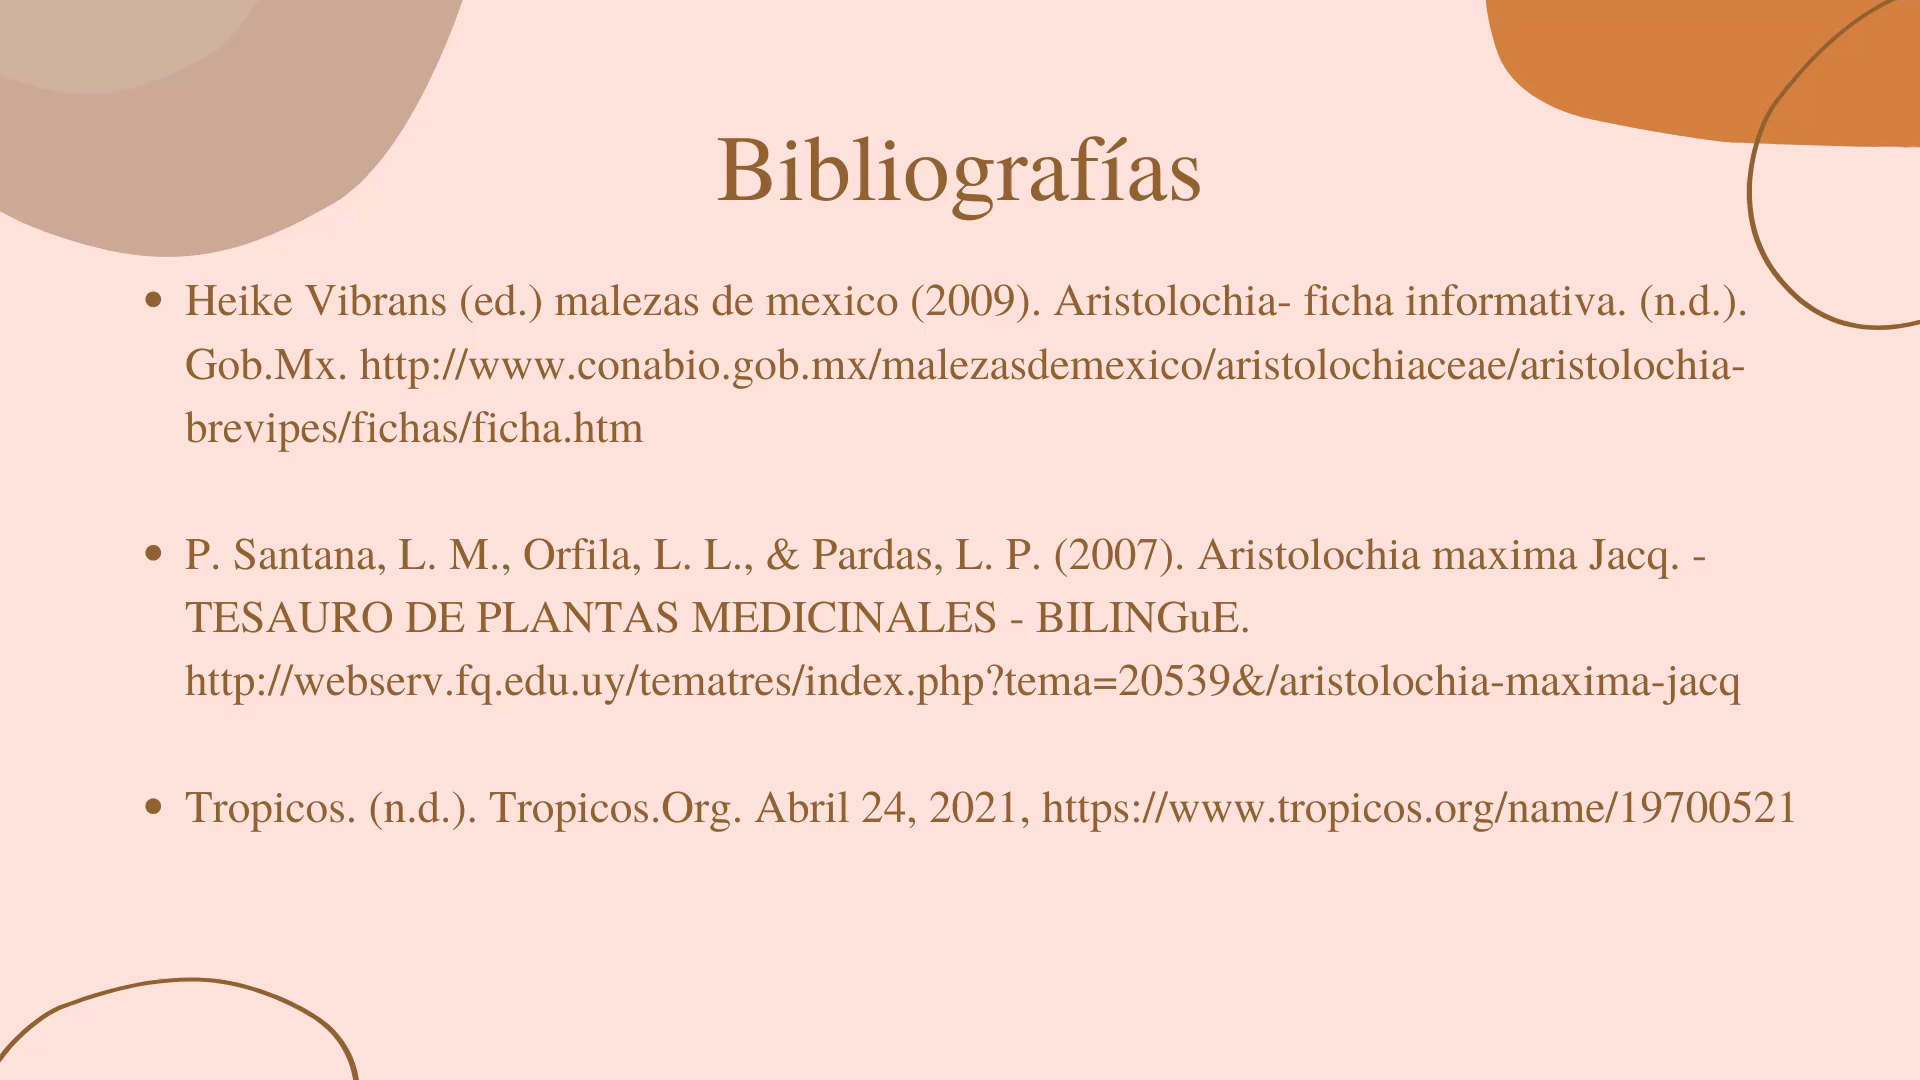 Bibliografías
• Heike Vibrans (ed.) malezas de mexico (2009). Aristolochia- ficha informativa. (n.d.).
Gob.Mx. http://www.conabio.gob.mx/malezasdemexico/aristolochiaceae/aristolochia-
brevipes/fichas/ficha.htm
• P. Santana, L. M., Orfila, L. L., & Pardas, L. P. (2007). Aristolochia maxima Jacq. -
TESAURO DE PLANTAS MEDICINALES - BILINGuE.
http://webserv.fq.edu.uy/tematres/index.php?tema=20539&/aristolochia-maxima-jacq
• Tropicos. (n.d.). Tropicos.Org. Abril 24, 2021, https://www.tropicos.org/name/19700521